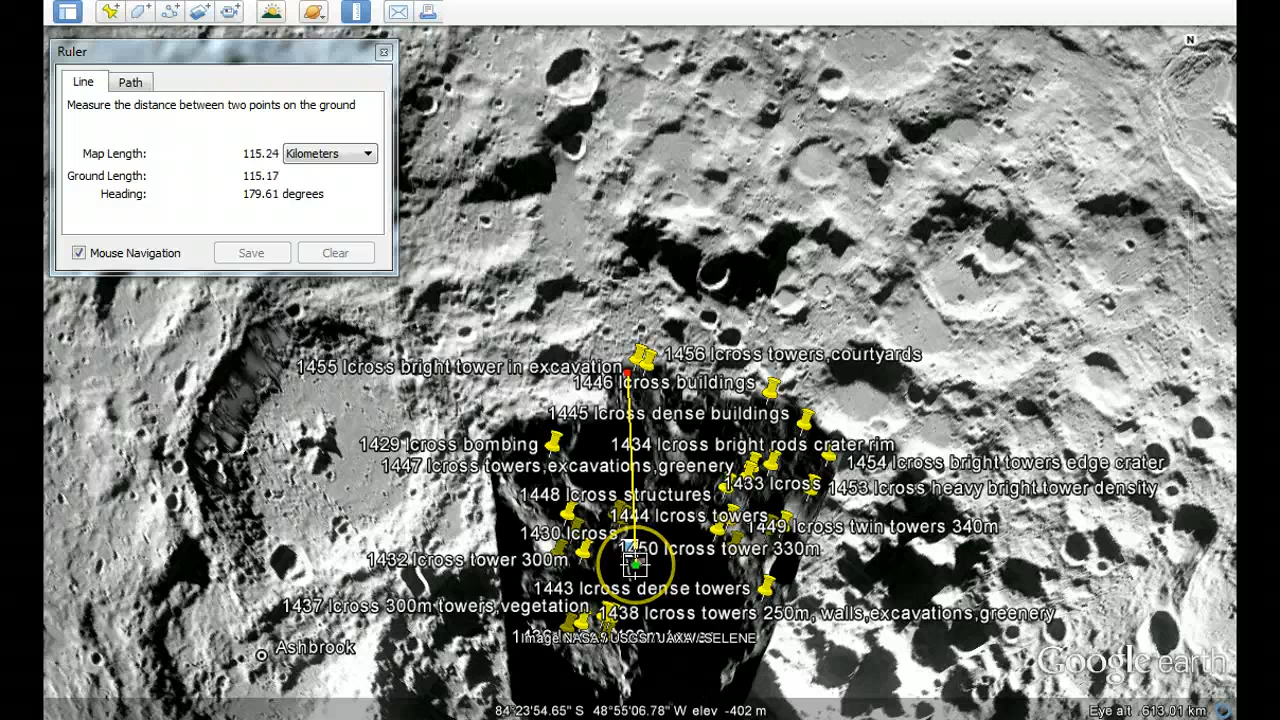 Ruler
Line
Path
Measure the distance between two points on the ground
Map Length: 115.24 Kilometers
Ground Length: 115.17
Heading: 179.61 degrees
Mouse Navigation
Save
Clear
N
1456 lcross towers,courtyards
1455 lcross bright tower in excavation
1446 lcross buildings
1445 lcross dense buildings
1429 lcross bombing
1434 lcross bright rods crater rim
1447 lcross towers,excavations,greenery
1454 lcross bright towers edge crater
1433 lcross
1453 lcross heavy bright tower density
1448 lcross structures
1444 lcross towers
1449 lcross twin towers 340m
1430 lcross
1450 lcross tower 330m
1432 lcross tower 300m
1443 lcross dense towers
1437 lcross 300m towers,vegetation
1438 lcross towers 250m, walls,excavations,greenery
Image NASA / USGS / JAXA / SELENE
Ashbrook
Google earth
84°23'54.65" S 48°55'06.78" W elev -402 m
Eye alt 613.01 km